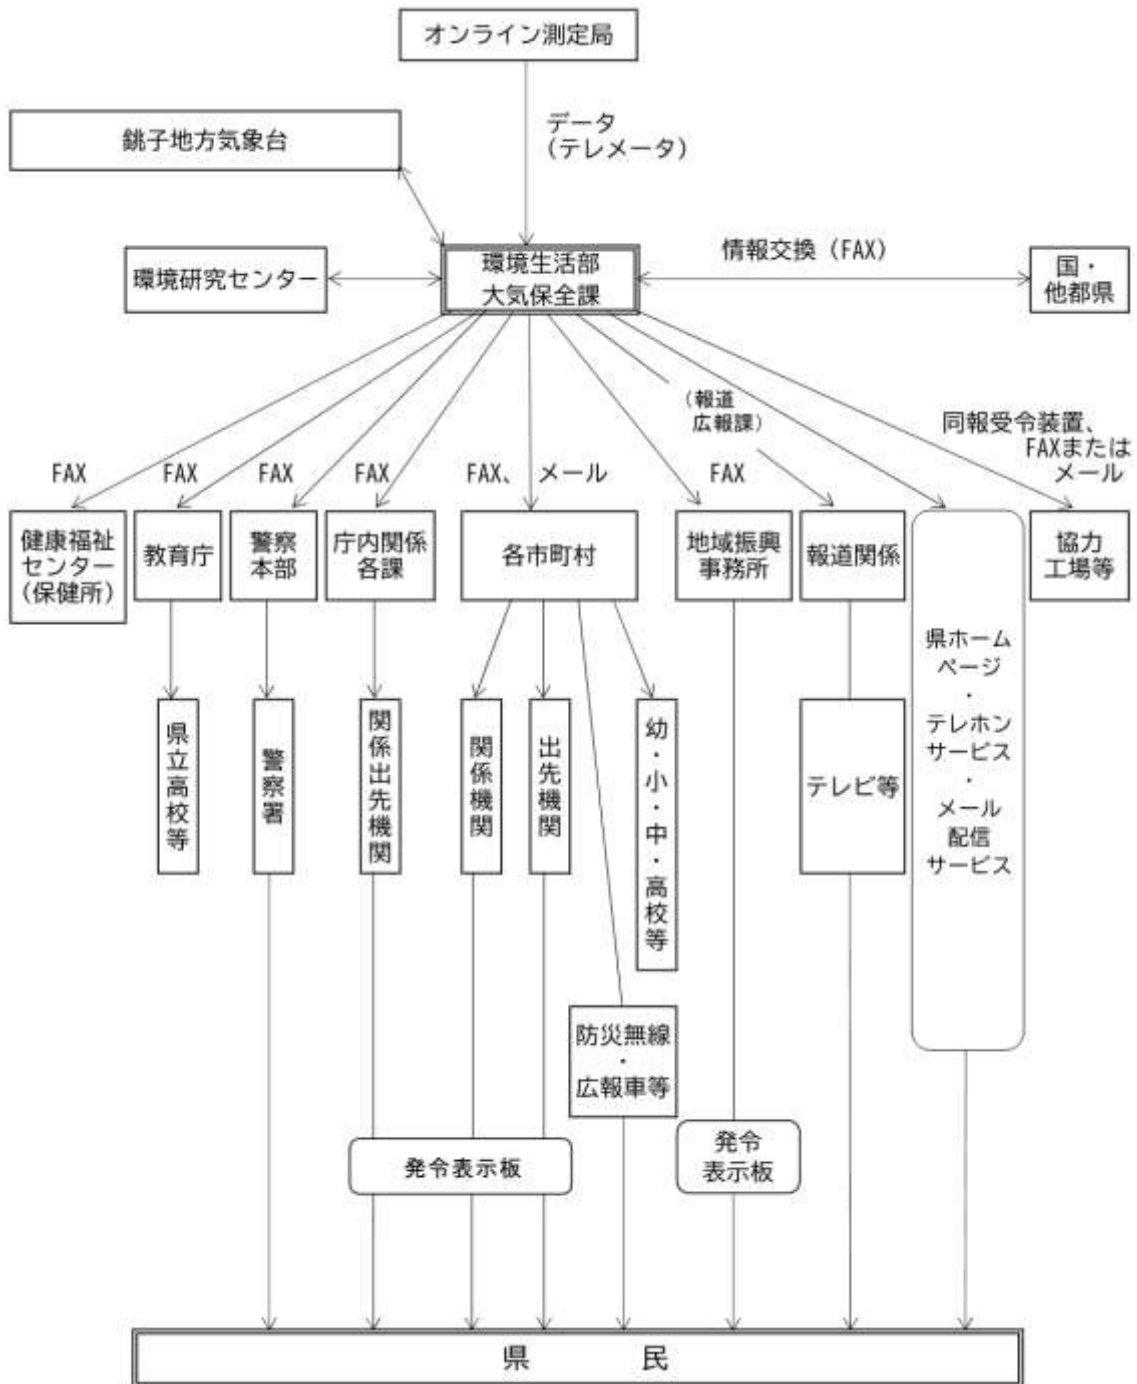 オンライン測定局
データ
（テレメータ）
銚子地方気象台
環境研究センター
環境生活部
大気保全課
情報交換（FAX）
国・
他都県
（報道
広報課）
同報受令装置、
FAXまたは
メール
FAX
FAX
FAX
FAX
FAX、 メール
FAX
健康福祉
センター
（保健所）
教育庁
警察
本部
庁内関係
各課
各市町村
地域振興
事務所
報道関係
協力
工場等
県ホーム
ページ
・
テレホン
サービス
・
メール
配信
サービス
県立高校等
警察署
関係出先機関
関係機関
出先機関
幼・小・中・高校等
テレビ等
防災無線
・
広報車等
発令表示板
発令
表示板
県 民